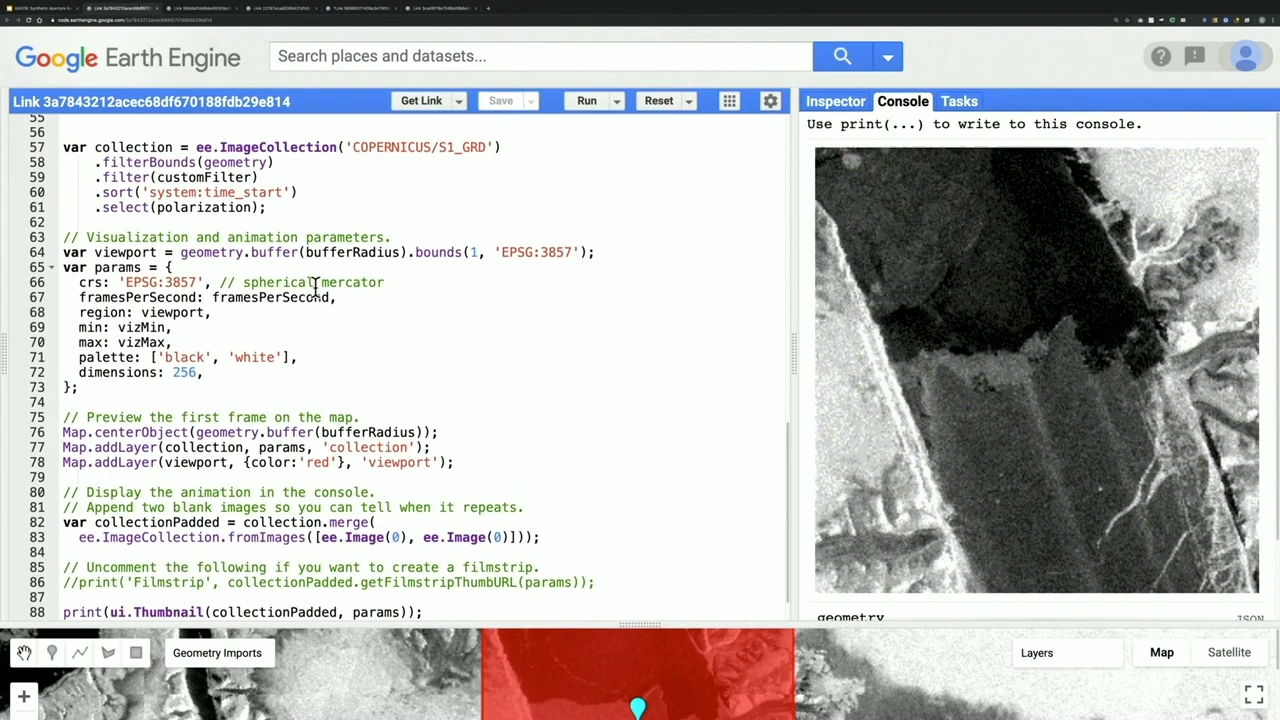 code.earthengine.google.com/3a7843212acec68df670188fdb29e814
Google Earth Engine
Search places and datasets...
Link 3a7843212acec68df670188fdb29e814
Get Link
Save
Run
Reset
Inspector
Console
Tasks
Use print(...) to write to this console.
55
56
57 var collection = ee.ImageCollection('COPERNICUS/S1_GRD')
58 .filterBounds(geometry)
59 .filter(customFilter)
60 .sort('system:time_start')
61 .select(polarization);
62
63 // Visualization and animation parameters.
64 var viewport = geometry.buffer(bufferRadius).bounds(1, 'EPSG:3857');
65 var params = {
66 crs: 'EPSG:3857', // spherical mercator
67 framesPerSecond: framesPerSecond,
68 region: viewport,
69 min: vizMin,
70 max: vizMax,
71 palette: ['black', 'white'],
72 dimensions: 256,
73 };
74
75 // Preview the first frame on the map.
76 Map.centerObject(geometry.buffer(bufferRadius));
77 Map.addLayer(collection, params, 'collection');
78 Map.addLayer(viewport, {color:'red'}, 'viewport');
79
80 // Display the animation in the console.
81 // Append two blank images so you can tell when it repeats.
82 var collectionPadded = collection.merge(
83 ee.ImageCollection.fromImages([ee.Image(0), ee.Image(0)]));
84
85 // Uncomment the following if you want to create a filmstrip.
86 //print('Filmstrip', collectionPadded.getFilmstripThumbURL(params));
87
88 print(ui.Thumbnail(collectionPadded, params));
geometry
JSON
Geometry Imports
Layers
Map
Satellite